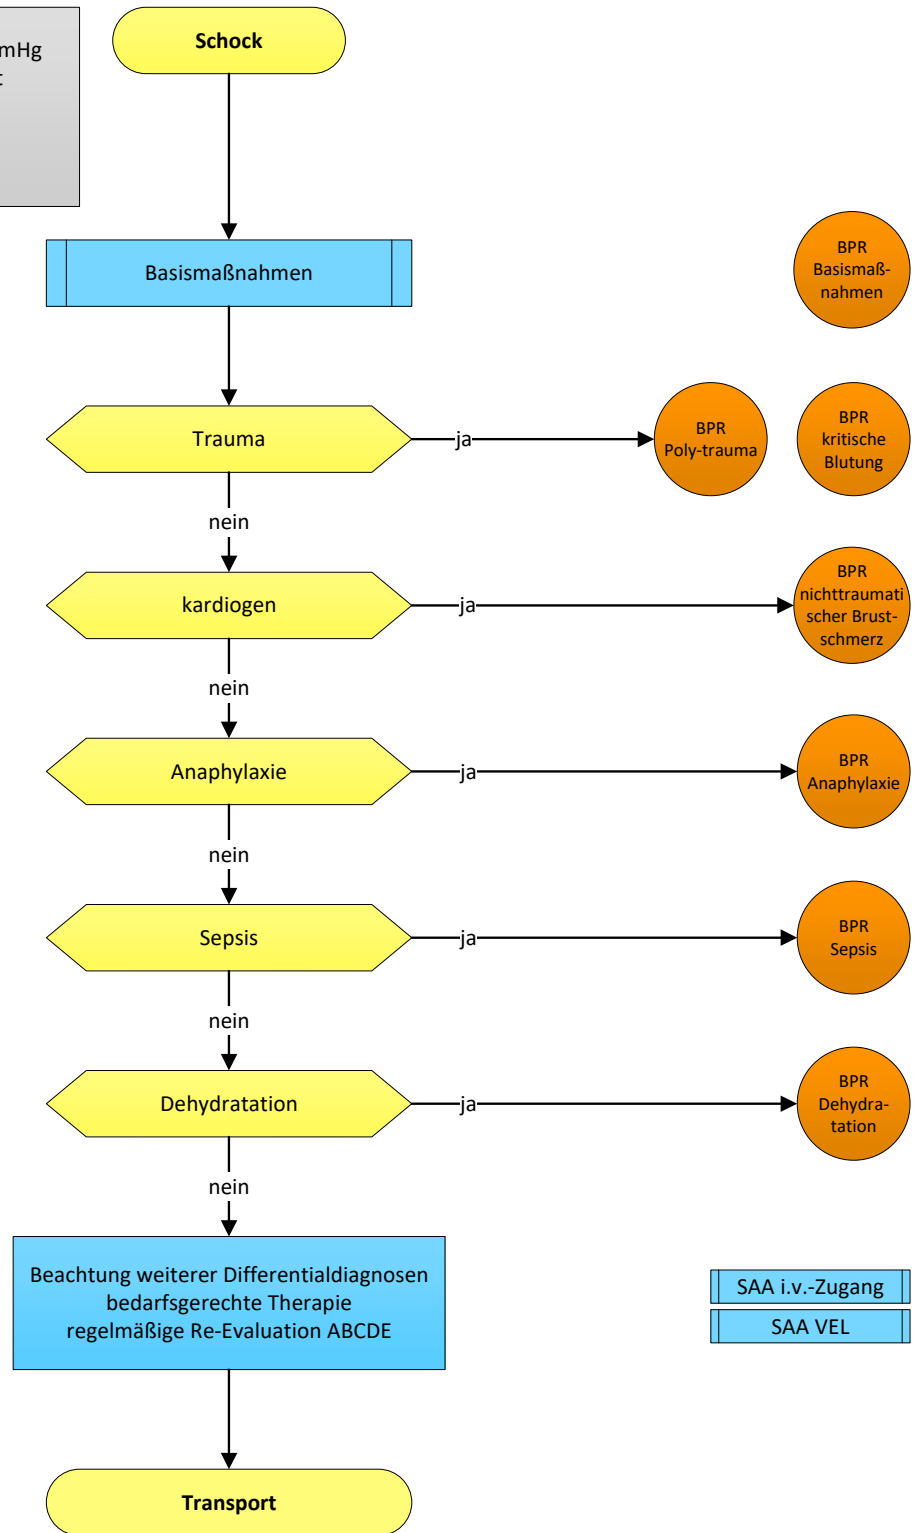 mHg
Schock
BPR
Basismaß-
nahmen
Basismaßnahmen
Trauma
ja
BPR
Poly-trauma
BPR
kritische
Blutung
nein
kardiogen
ja
BPR
nichttraumati
scher Brust-
schmerz
nein
Anaphylaxie
ja
BPR
Anaphylaxie
nein
Sepsis
ja
BPR
Sepsis
nein
Dehydratation
ja
BPR
Dehydra-
tation
nein
Beachtung weiterer Differentialdiagnosen
bedarfsgerechte Therapie
regelmäßige Re-Evaluation ABCDE
SAA i.v.-Zugang
SAA VEL
Transport